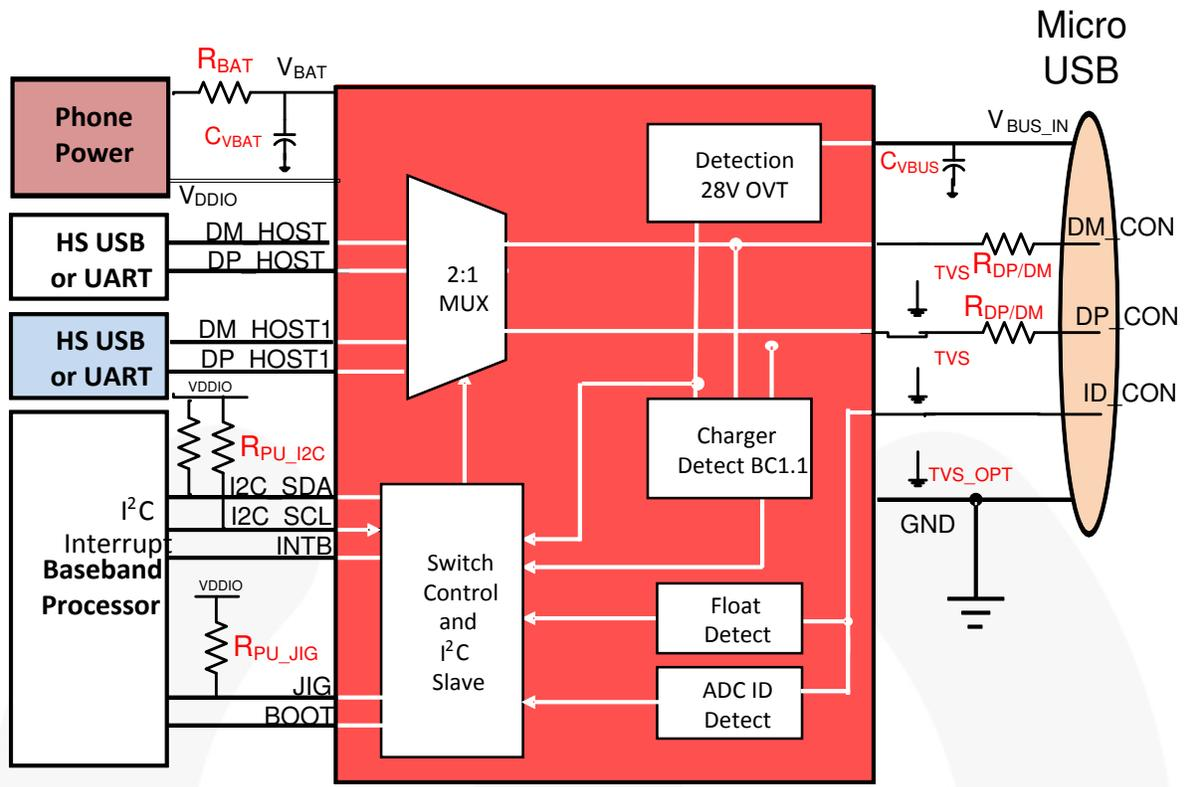 Micro
USB
RBAT
VBAT
Phone
Power
CVBAT
VDDIO
HS USB
or UART
DM_HOST
DP_HOST
HS USB
or UART
DM_HOST1
DP_HOST1
VDDIO
RPU_I2C
I2C_SDA
I2C_SCL
INTB
I2C
Interrupt
Baseband
Processor
VDDIO
RPU_JIG
JIG
BOOT
2:1
MUX
Detection
28V OVT
Charger
Detect BC1.1
Switch
Control
and
I2C
Slave
Float
Detect
ADC ID
Detect
VBUS_IN
CVBUS
DM_CON
TVS RDP/DM
RDP/DM
DP_CON
TVS
ID_CON
TVS_OPT
GND